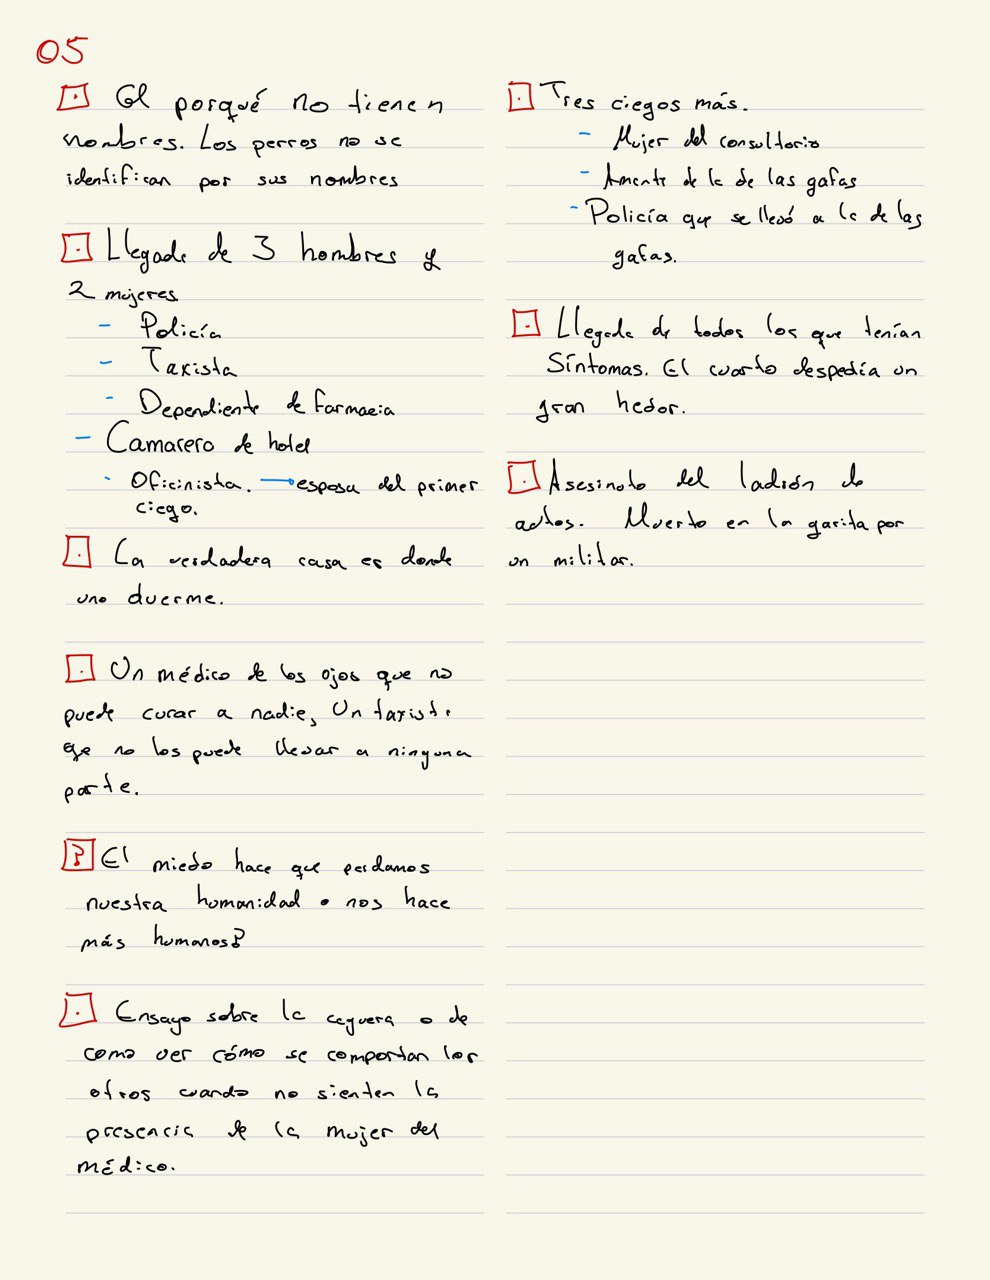 05
El porqué no tienen
nombres. Los perros no se
identifican por sus nombres
Llegada de 3 hombres y
2 mujeres
- Policía
- Taxista
- Dependiente de farmacia
- Camarero de hotel
- Oficinista. → esposa del primer
ciego.
La verdadera casa es donde
uno duerme.
Un médico de los ojos que no
puede curar a nadie, Un taxista
que no los puede llevar a ninguna
parte.
? El miedo hace que perdamos
nuestra humanidad o nos hace
más humanos?
Ensayo sobre la ceguera o de
como ver cómo se comportan los
otros cuando no sienten la
presencia de la mujer del
médico.
Tres ciegos más.
- Mujer del consultorio
- Amante de la de las gafas
- Policía que se llevó a la de las
gafas.
Llegada de todos los que tenían
Síntomas. El cuarto despedía un
gran hedor.
Asesinato del ladrón de
autos. Muerto en la garita por
un militar.